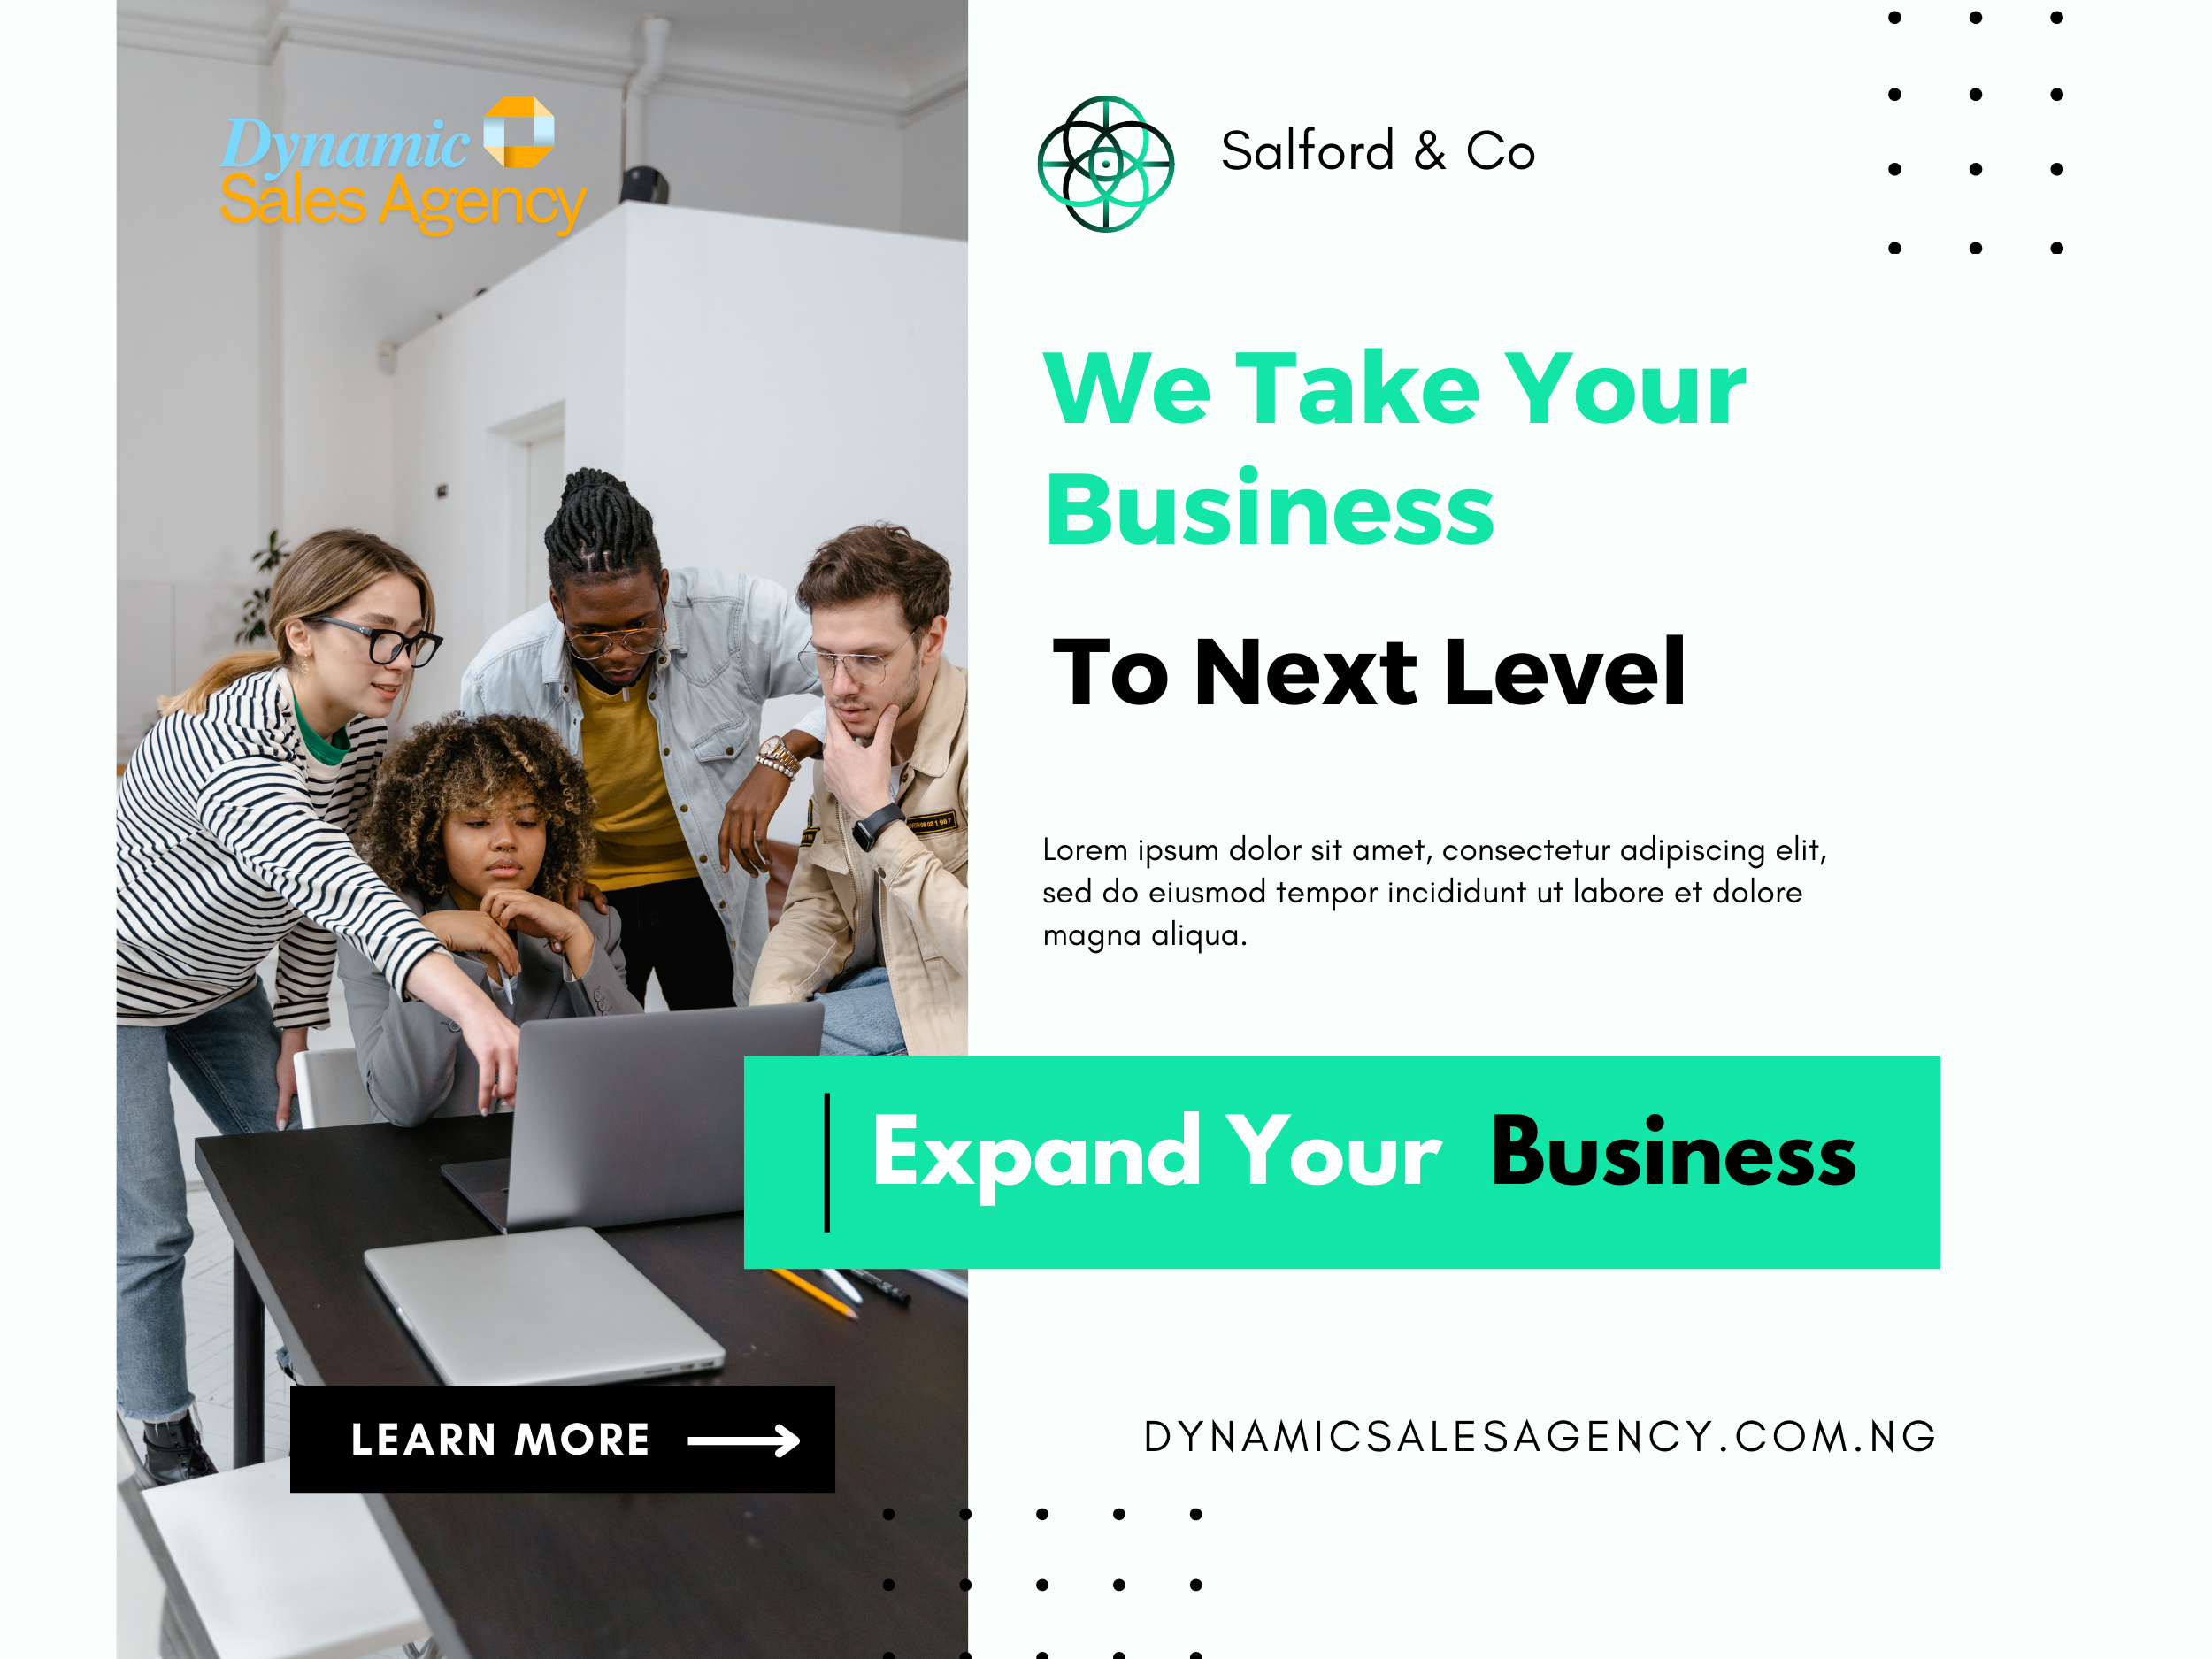 Dynamic
Sales Agency
Salford & Co
We Take Your
Business
To Next Level
Lorem ipsum dolor sit amet, consectetur adipiscing elit,
sed do eiusmod tempor incididunt ut labore et dolore
magna aliqua.
Expand Your Business
LEARN MORE
DYNAMICSALESAGENCY.COM.NG